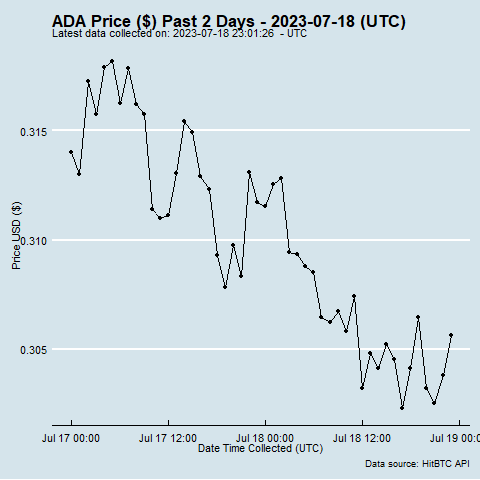 ADA Price ($) Past 2 Days - 2023-07-18 (UTC)
Latest data collected on: 2023-07-18 23:01:26  - UTC
0.315
0.310
0.305
Price USD ($)
Jul 17 00:00 Jul 17 12:00 Jul 18 00:00 Jul 18 12:00 Jul 19 00:00
Date Time Collected (UTC)
Data source: HitBTC API